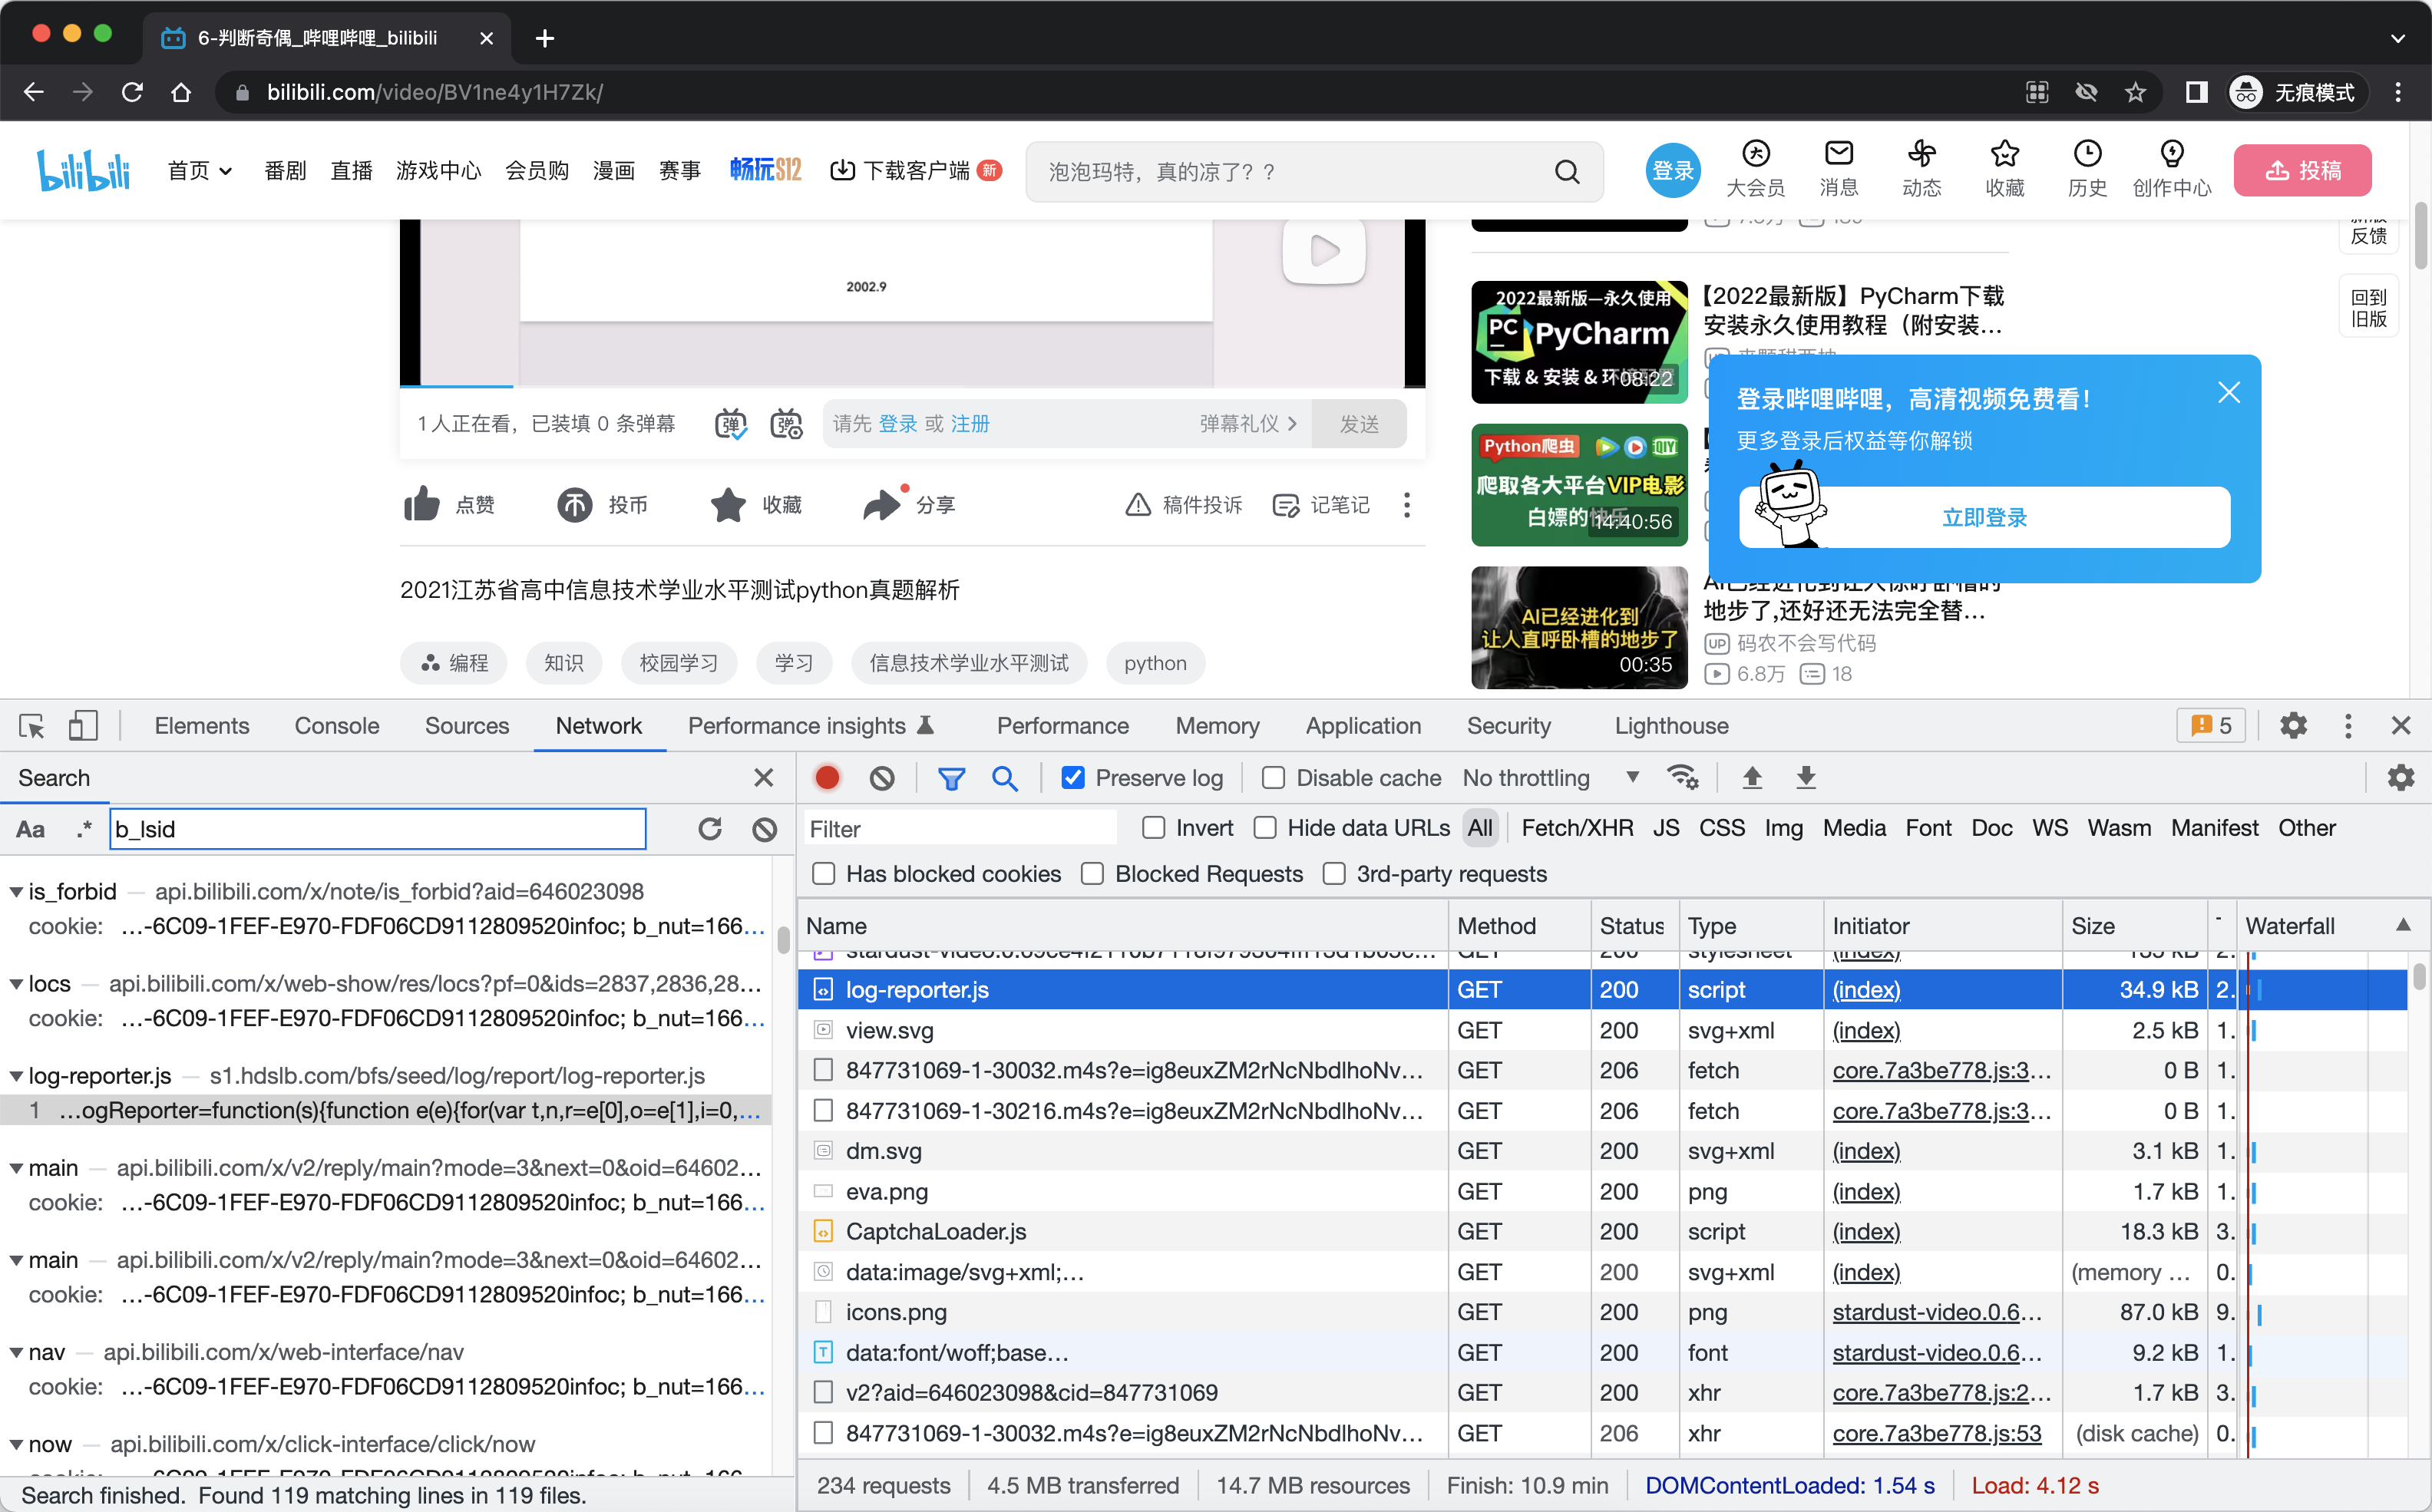 6-判断奇偶_哔哩哔哩_bilibili
bilibili.com/video/BV1ne4y1H7Zk/
无痕模式
bilibili 首页 番剧 直播 游戏中心 会员购 漫画 赛事 畅玩S12 下载客户端 新
泡泡玛特，真的凉了？？
登录 大会员 消息 动态 收藏 历史 创作中心 投稿
反馈
回到
旧版
2002.9
1人正在看，已装填 0 条弹幕 弹 弹 请先 登录 或 注册 弹幕礼仪 发送
点赞 投币 收藏 分享 稿件投诉 记笔记
2021江苏省高中信息技术学业水平测试python真题解析
编程 知识 校园学习 学习 信息技术学业水平测试 python
2022最新版—永久使用
PC PyCharm
08:22
【2022最新版】PyCharm下载
安装永久使用教程（附安装...
Python爬虫
爬取各大平台VIP电影
14:40:56
登录哔哩哔哩，高清视频免费看！
更多登录后权益等你解锁
立即登录
AI已经进化到
让人直呼卧槽的地步了
00:35
地步了,还好还无法完全替...
UP 码农不会写代码
6.8万 18
Elements Console Sources Network Performance insights Performance Memory Application Security Lighthouse 5
Search
Aa .* b_lsid
is_forbid — api.bilibili.com/x/note/is_forbid?aid=646023098
cookie: …-6C09-1FEF-E970-FDF06CD9112809520infoc; b_nut=166…
locs — api.bilibili.com/x/web-show/res/locs?pf=0&ids=2837,2836,28…
cookie: …-6C09-1FEF-E970-FDF06CD9112809520infoc; b_nut=166…
log-reporter.js — s1.hdslb.com/bfs/seed/log/report/log-reporter.js
1 …ogReporter=function(s){function e(e){for(var t,n,r=e[0],o=e[1],i=0,…
main — api.bilibili.com/x/v2/reply/main?mode=3&next=0&oid=64602…
cookie: …-6C09-1FEF-E970-FDF06CD9112809520infoc; b_nut=166…
main — api.bilibili.com/x/v2/reply/main?mode=3&next=0&oid=64602…
cookie: …-6C09-1FEF-E970-FDF06CD9112809520infoc; b_nut=166…
nav — api.bilibili.com/x/web-interface/nav
cookie: …-6C09-1FEF-E970-FDF06CD9112809520infoc; b_nut=166…
now — api.bilibili.com/x/click-interface/click/now
Search finished. Found 119 matching lines in 119 files.
Preserve log Disable cache No throttling
Filter Invert Hide data URLs All Fetch/XHR JS CSS Img Media Font Doc WS Wasm Manifest Other
Has blocked cookies Blocked Requests 3rd-party requests
Name Method Status Type Initiator Size Waterfall
log-reporter.js GET 200 script (index) 34.9 kB 2.
view.svg GET 200 svg+xml (index) 2.5 kB 1.
847731069-1-30032.m4s?e=ig8euxZM2rNcNbdlhoNv… GET 206 fetch core.7a3be778.js:3… 0 B 1.
847731069-1-30216.m4s?e=ig8euxZM2rNcNbdlhoNv… GET 206 fetch core.7a3be778.js:3… 0 B 1.
dm.svg GET 200 svg+xml (index) 3.1 kB 1.
eva.png GET 200 png (index) 1.7 kB 1.
CaptchaLoader.js GET 200 script (index) 18.3 kB 3.
data:image/svg+xml;… GET 200 svg+xml (index) (memory … 0.
icons.png GET 200 png stardust-video.0.6… 87.0 kB 9.
data:font/woff;base… GET 200 font stardust-video.0.6… 9.2 kB 1.
v2?aid=646023098&cid=847731069 GET 200 xhr core.7a3be778.js:2… 1.7 kB 3.
847731069-1-30032.m4s?e=ig8euxZM2rNcNbdlhoNv… GET 206 xhr core.7a3be778.js:53 (disk cache) 0.
234 requests 4.5 MB transferred 14.7 MB resources Finish: 10.9 min DOMContentLoaded: 1.54 s Load: 4.12 s